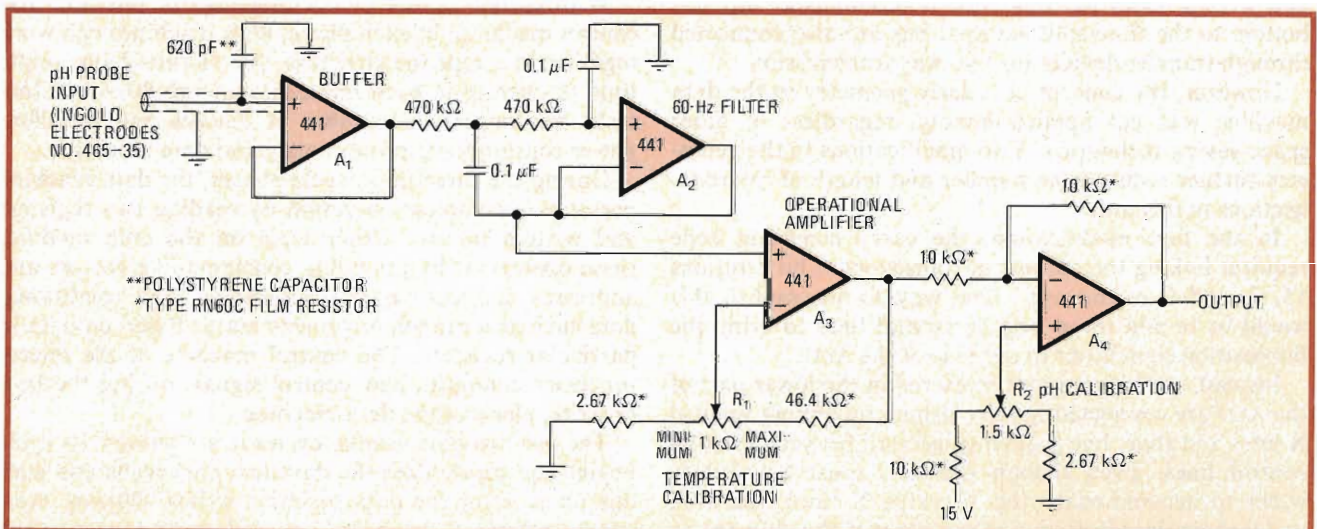 620 pF**
pH PROBE
INPUT
(INGOLD
ELECTRODES
NO. 465–35)
BUFFER
+
441
−
A1
470 kΩ
470 kΩ
0.1 μF
0.1 μF
60-Hz FILTER
+
441
−
A2
**POLYSTYRENE CAPACITOR
*TYPE RN60C FILM RESISTOR
OPERATIONAL
AMPLIFIER
+
441
−
A3
2.67 kΩ*
R1
1 kΩ
46.4 kΩ*
MINI-
MUM
MAXI-
MUM
TEMPERATURE
CALIBRATION
10 kΩ*
10 kΩ*
−
441
+
A4
OUTPUT
R2 pH CALIBRATION
1.5 kΩ
10 kΩ*
2.67 kΩ*
15 V